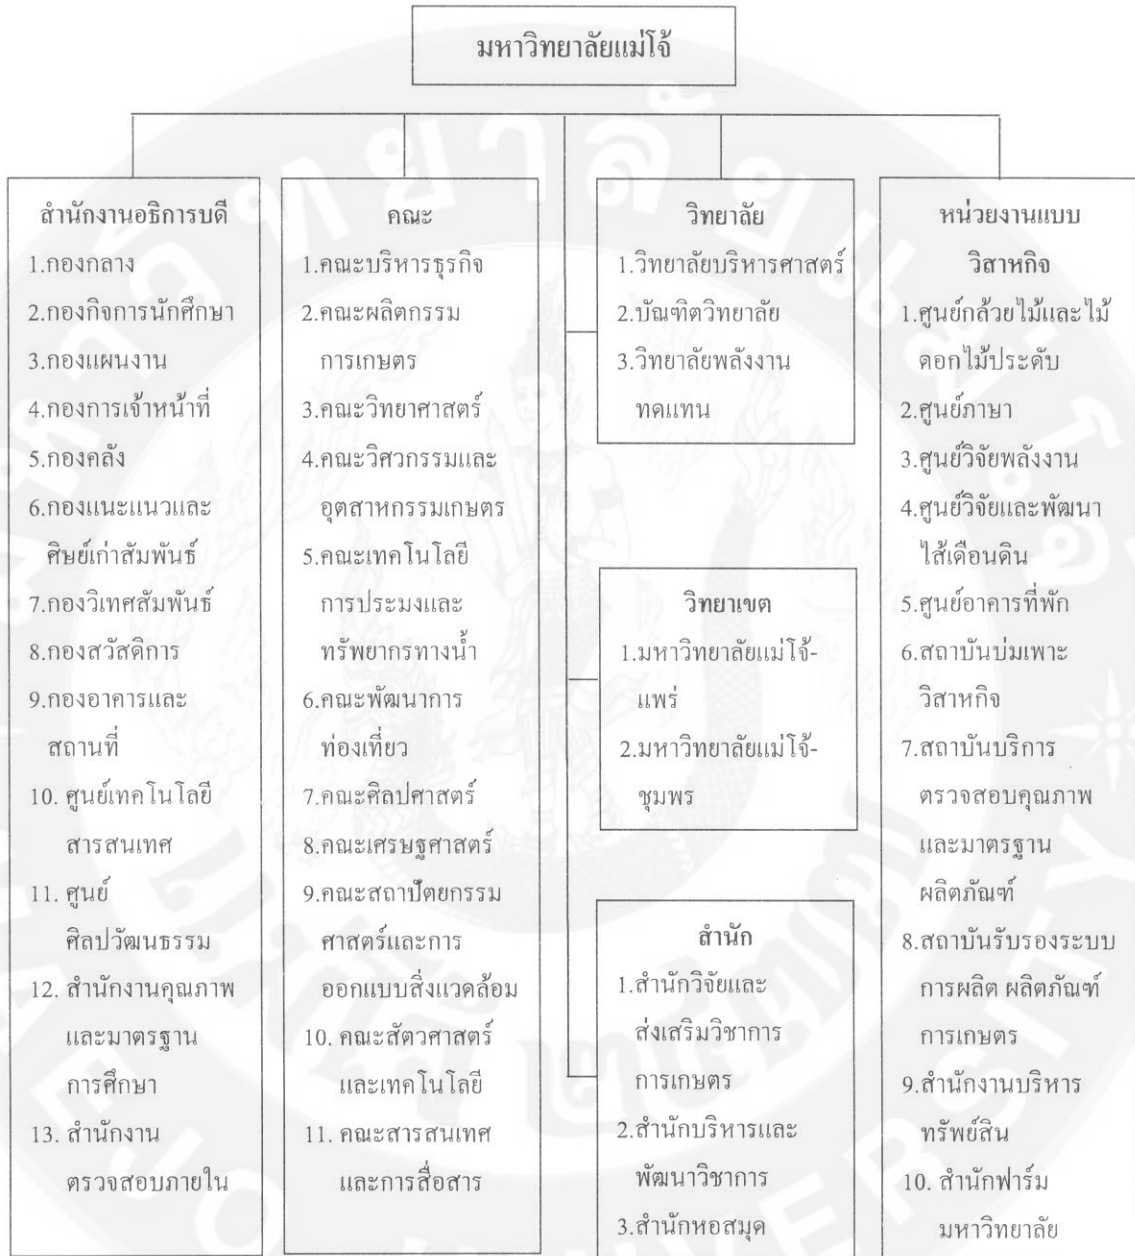 มหาวิทยาลัยแม่โจ้
สำนักงานอธิการบดี
1.กองกลาง
2.กองกิจการนักศึกษา
3.กองแผนงาน
4.กองการเจ้าหน้าที่
5.กองคลัง
6.กองแนะแนวและ
ศิษย์เก่าสัมพันธ์
7.กองวิเทศสัมพันธ์
8.กองสวัสดิการ
9.กองอาคารและ
สถานที่
10. ศูนย์เทคโนโลยี
สารสนเทศ
11. ศูนย์
ศิลปวัฒนธรรม
12. สำนักงานคุณภาพ
และมาตรฐาน
การศึกษา
13. สำนักงาน
ตรวจสอบภายใน
คณะ
1.คณะบริหารธุรกิจ
2.คณะผลิตกรรม
การเกษตร
3.คณะวิทยาศาสตร์
4.คณะวิศวกรรมและ
อุตสาหกรรมเกษตร
5.คณะเทคโนโลยี
การประมงและ
ทรัพยากรทางน้ำ
6.คณะพัฒนาการ
ท่องเที่ยว
7.คณะศิลปศาสตร์
8.คณะเศรษฐศาสตร์
9.คณะสถาปัตยกรรม
ศาสตร์และการ
ออกแบบสิ่งแวดล้อม
10. คณะสัตวศาสตร์
และเทคโนโลยี
11. คณะสารสนเทศ
และการสื่อสาร
วิทยาลัย
1.วิทยาลัยบริหารศาสตร์
2.บัณฑิตวิทยาลัย
3.วิทยาลัยพลังงาน
ทดแทน
วิทยาเขต
1.มหาวิทยาลัยแม่โจ้-
แพร่
2.มหาวิทยาลัยแม่โจ้-
ชุมพร
สำนัก
1.สำนักวิจัยและ
ส่งเสริมวิชาการ
การเกษตร
2.สำนักบริหารและ
พัฒนาวิชาการ
3.สำนักหอสมุด
หน่วยงานแบบ
วิสาหกิจ
1.ศูนย์กล้วยไม้และไม้
ดอกไม้ประดับ
2.ศูนย์ภาษา
3.ศูนย์วิจัยพลังงาน
4.ศูนย์วิจัยและพัฒนา
ไส้เดือนดิน
5.ศูนย์อาคารที่พัก
6.สถาบันบ่มเพาะ
วิสาหกิจ
7.สถาบันบริการ
ตรวจสอบคุณภาพ
และมาตรฐาน
ผลิตภัณฑ์
8.สถาบันรับรองระบบ
การผลิต ผลิตภัณฑ์
การเกษตร
9.สำนักงานบริหาร
ทรัพย์สิน
10. สำนักฟาร์ม
มหาวิทยาลัย